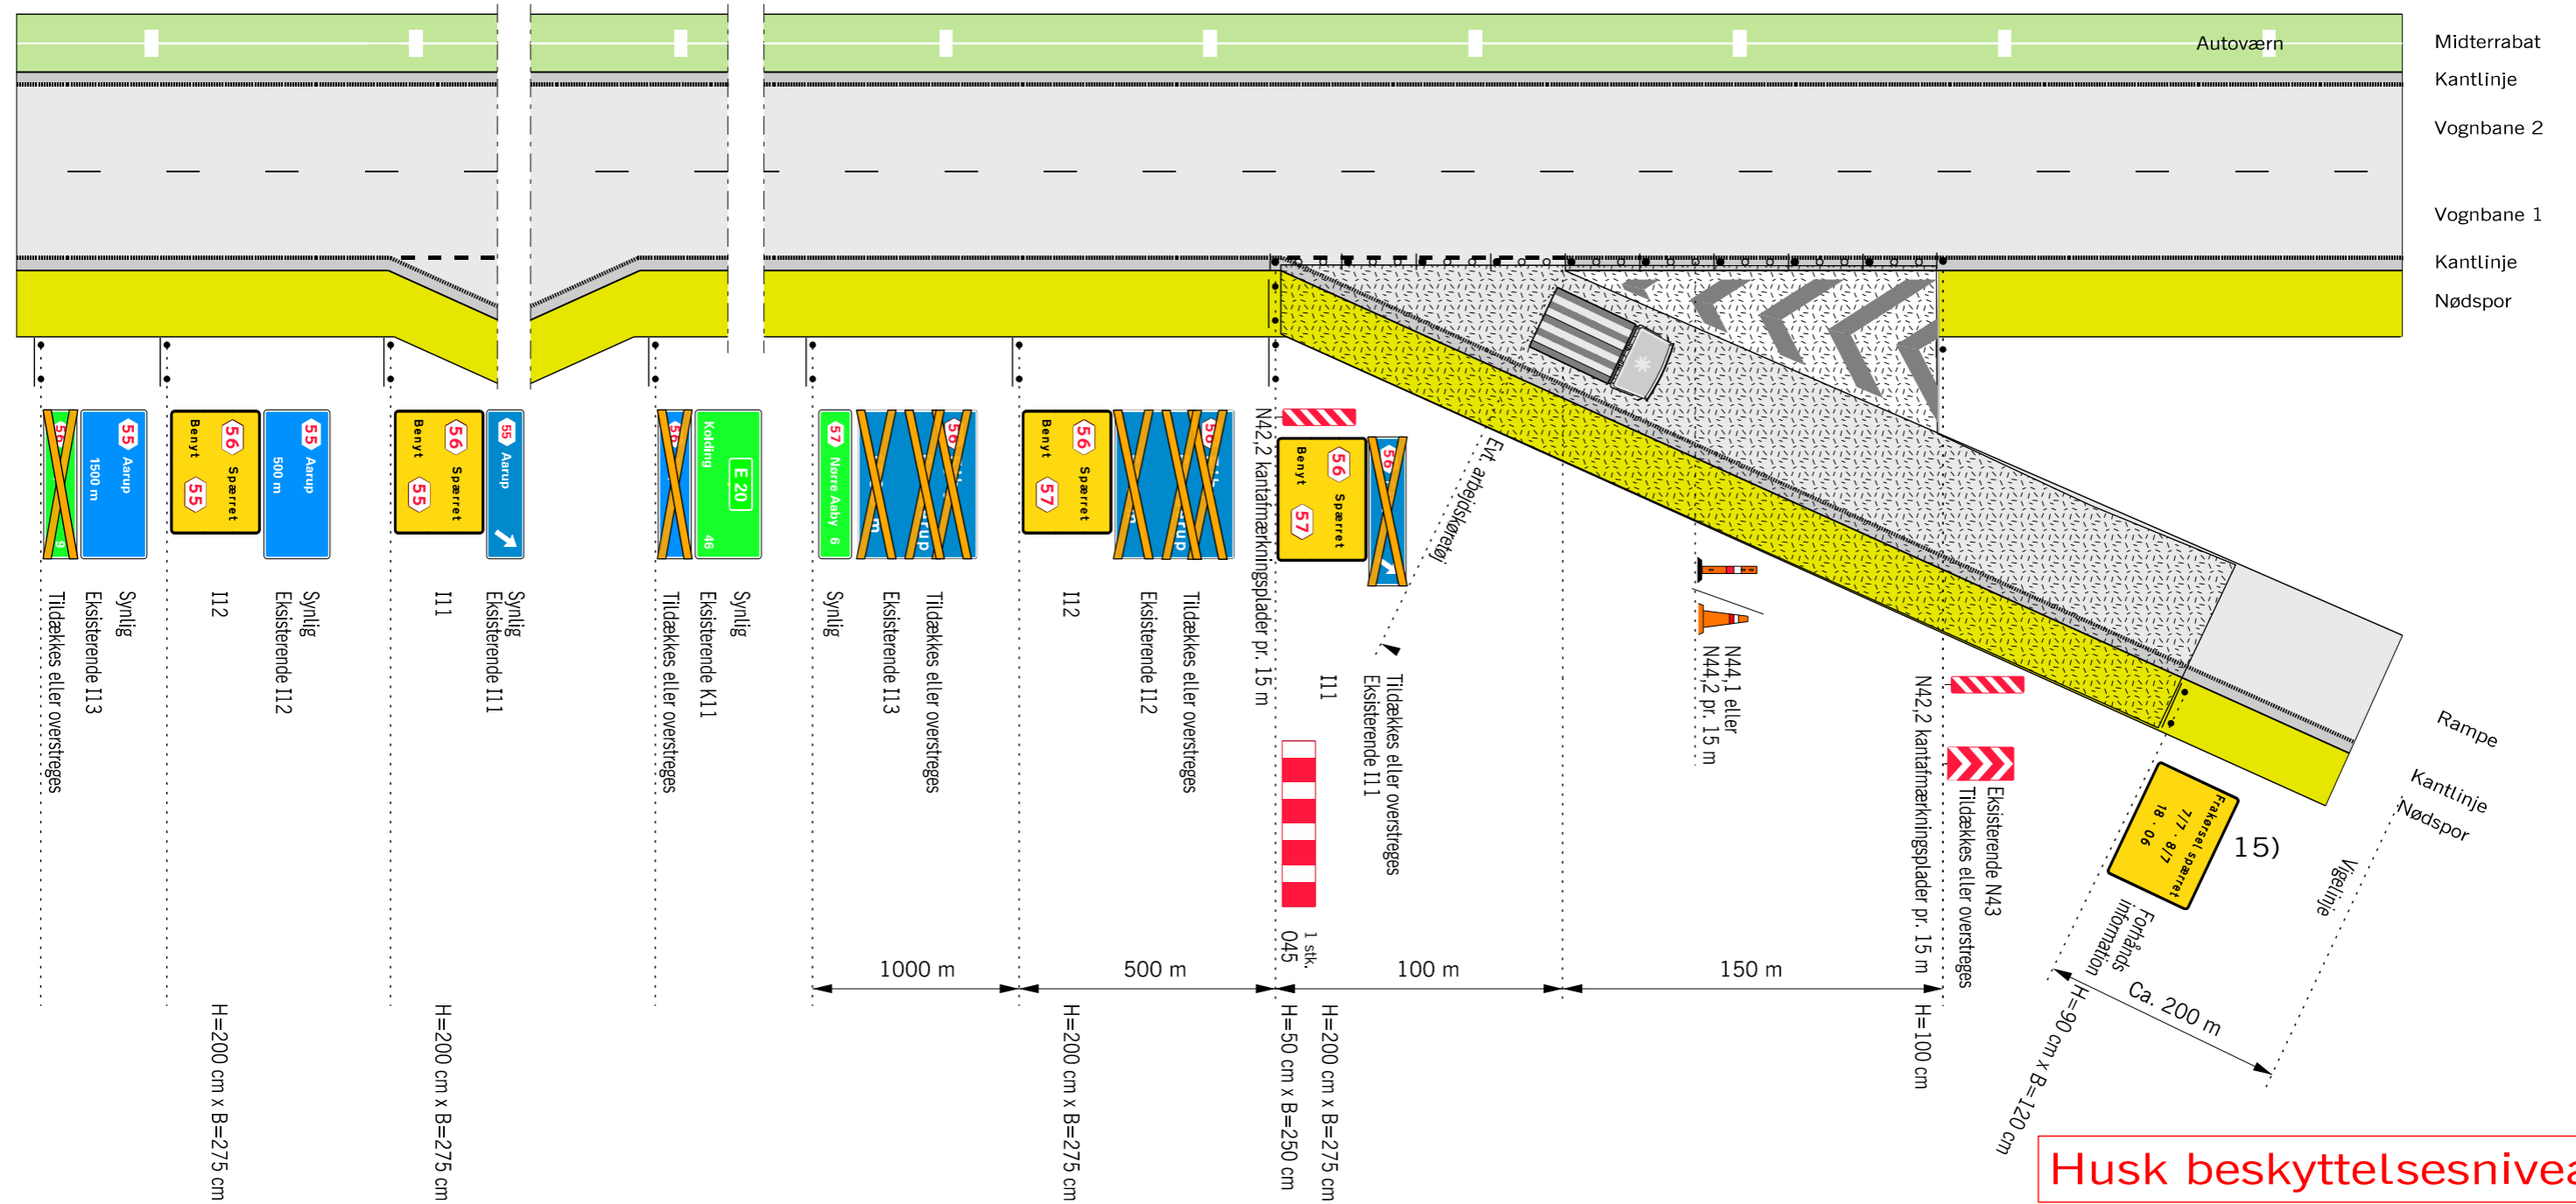 Autoværn
Midterrabat
Kantlinje
Vognbane 2
Vognbane 1
Kantlinje
Nødspor
56
9
55 Aarup
1500 m
Synlig
Eksisterende I13
Tildækkes eller overstreges
56 Spærret
Benyt 55
I12
H=200 cm x B=275 cm
55 Aarup
500 m
Synlig
Eksisterende I12
56 Spærret
Benyt 55
I11
H=200 cm x B=275 cm
55 Aarup
Synlig
Eksisterende I11
56
E 20
Kolding 46
Synlig
Eksisterende K11
Tildækkes eller overstreges
57 Nørre Aaby 6
Synlig
56
rup
m
Tildækkes eller overstreges
Eksisterende I13
56 Spærret
Benyt 57
I12
H=200 cm x B=275 cm
56
rup
Tildækkes eller overstreges
Eksisterende I12
N42,2 kantafmærkningsplader pr. 15 m
56 Spærret
Benyt 57
I11
56
Tildækkes eller overstreges
Eksisterende I11
Evt. arbejdskøretøj
1 stk.
O45
H=200 cm x B=275 cm
H=50 cm x B=250 cm
N44,1 eller
N44,2 pr. 15 m
N42,2 kantafmærkningsplader pr. 15 m
H=100 cm
Eksisterende N43
Tildækkes eller overstreges
1000 m
500 m
100 m
150 m
Frakørsel spærret
7/7 - 8/7
18 - 06
15)
Forhånds
information
H=90 cm x B=120 cm
Ca. 200 m
Rampe
Kantlinje
Nødspor
Vigelinje
Husk beskyttelsesnivea